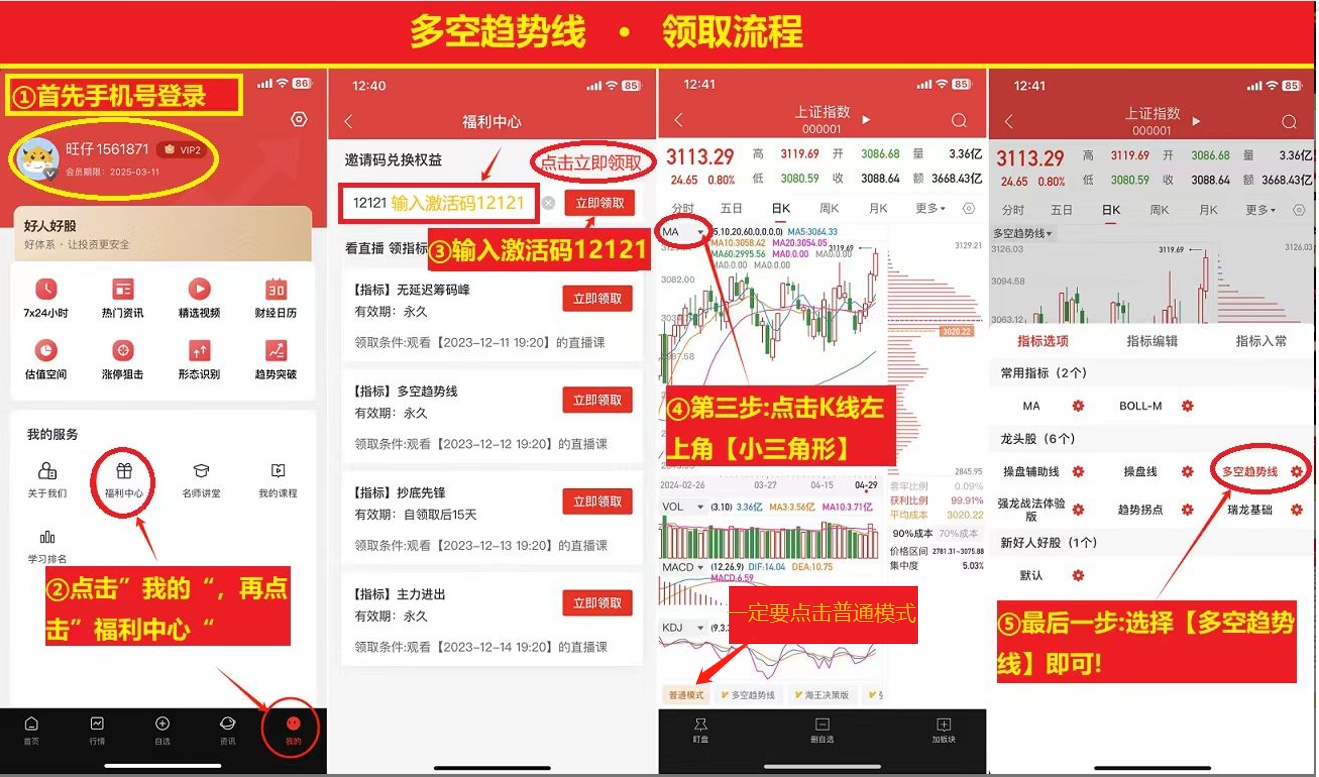 多空趋势线 · 领取流程
①首先手机号登录
86
旺仔1561871 VIP2
会员期限：2025-03-11
好人好股
好体系 · 让投资更安全
7x24小时 热门资讯 精选视频 财经日历
估值空间 涨停狙击 形态识别 趋势突破
我的服务
关于我们 福利中心 名师讲堂 我的课程
学习排名
②点击”我的“，再点
击”福利中心“
首页 行情 自选 资讯 我的
12:40 85
福利中心
邀请码兑换权益
点击立即领取
12121 输入激活码12121 立即领取
看直播 领指标
③输入激活码12121
【指标】无延迟筹码峰
有效期：永久
立即领取
领取条件:观看【2023-12-11 19:20】的直播课
【指标】多空趋势线
有效期：永久
立即领取
领取条件:观看【2023-12-12 19:20】的直播课
【指标】抄底先锋
有效期：自领取后15天
立即领取
领取条件:观看【2023-12-13 19:20】的直播课
【指标】主力进出
有效期：永久
立即领取
领取条件:观看【2023-12-14 19:20】的直播课
12:41 85
上证指数
000001
3113.29 高 3119.69 开 3086.68 量 3.36亿
24.65 0.80% 低 3080.59 收 3088.64 额 3668.43亿
分时 五日 日K 周K 月K 更多
MA 5,10,20,60,0,0,0,0) MA5:3064.33
MA10:3058.42 MA20:3054.05
MA60:2995.56 MA0:0.00 MA0:0.00
MA0:0.00 MA0:0.00
3119.69
3129.21
3082.00
3020.22
④第三步:点击K线左
上角【小三角形】
2845.95
2024-02-26 03-27 04-15 04-29
套牢比例 0.09%
获利比例 99.91%
平均成本 3020.22
90%成本 70%成本
价格区间 2781.31~3075.88
集中度 5.03%
VOL (3,10) 3.36亿 MA3:3.56亿 MA10:3.71亿
MACD (12,26,9) DIF:14.04 DEA:10.75
MACD:6.59
一定要点击普通模式
KDJ (9,3,
普通模式 多空趋势线 海王决策版
盯盘 删自选 加板块
12:41 85
上证指数
000001
3113.29 高 3119.69 开 3086.68 量 3.36亿
24.65 0.80% 低 3080.59 收 3088.64 额 3668.43亿
分时 五日 日K 周K 月K 更多
多空趋势线
3126.03 3119.69 3126.03
3094.58
3063.12
指标选项 指标编辑 指标入常
常用指标（2个）
MA BOLL-M
龙头股（6个）
操盘辅助线 操盘线 多空趋势线
强龙战法体验版 趋势拐点 瑞龙基础
新好人好股（1个）
默认
⑤最后一步:选择【多空趋势
线】即可!